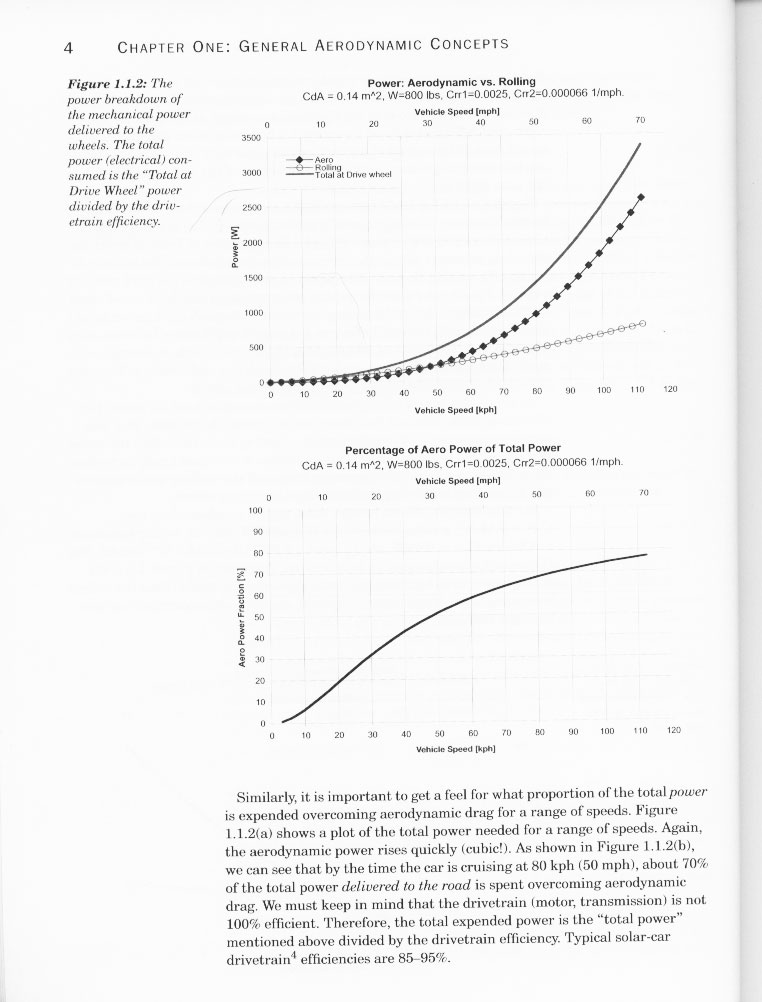 4 CHAPTER ONE: GENERAL AERODYNAMIC CONCEPTS
Figure 1.1.2: The
power breakdown of
the mechanical power
delivered to the
wheels. The total
power (electrical) con-
sumed is the "Total at
Drive Wheel" power
divided by the driv-
etrain efficiency.
Power: Aerodynamic vs. Rolling
CdA = 0.14 m^2, W=800 lbs, Crr1=0.0025, Crr2=0.000066 1/mph.
Vehicle Speed [mph]
0 10 20 30 40 50 60 70
3500
3000
2500
2000
1500
1000
500
0
Power [W]
Aero
Rolling
Total at Drive wheel
0 10 20 30 40 50 60 70 80 90 100 110 120
Vehicle Speed [kph]
Percentage of Aero Power of Total Power
CdA = 0.14 m^2, W=800 lbs, Crr1=0.0025, Crr2=0.000066 1/mph.
Vehicle Speed [mph]
0 10 20 30 40 50 60 70
100
90
80
70
60
50
40
30
20
10
0
Aero Power Fraction [%]
0 10 20 30 40 50 60 70 80 90 100 110 120
Vehicle Speed [kph]
Similarly, it is important to get a feel for what proportion of the total power
is expended overcoming aerodynamic drag for a range of speeds. Figure
1.1.2(a) shows a plot of the total power needed for a range of speeds. Again,
the aerodynamic power rises quickly (cubic!). As shown in Figure 1.1.2(b),
we can see that by the time the car is cruising at 80 kph (50 mph), about 70%
of the total power delivered to the road is spent overcoming aerodynamic
drag. We must keep in mind that the drivetrain (motor, transmission) is not
100% efficient. Therefore, the total expended power is the "total power"
mentioned above divided by the drivetrain efficiency. Typical solar-car
drivetrain⁴ efficiencies are 85–95%.